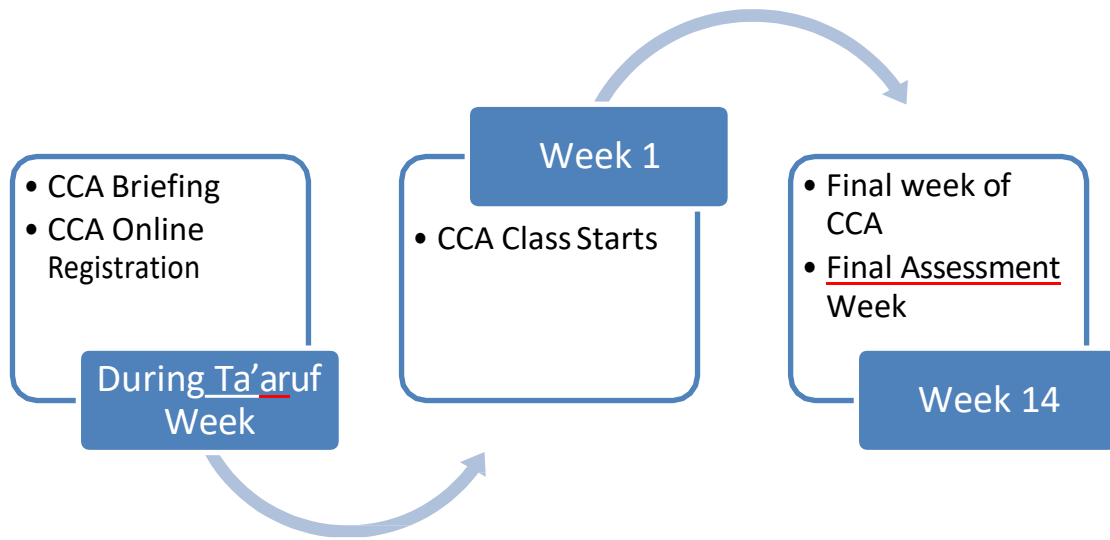 • CCA Briefing
• CCA Online
Registration
During Ta’aruf
Week
Week 1
• CCA Class Starts
• Final week of
CCA
• Final Assessment
Week
Week 14